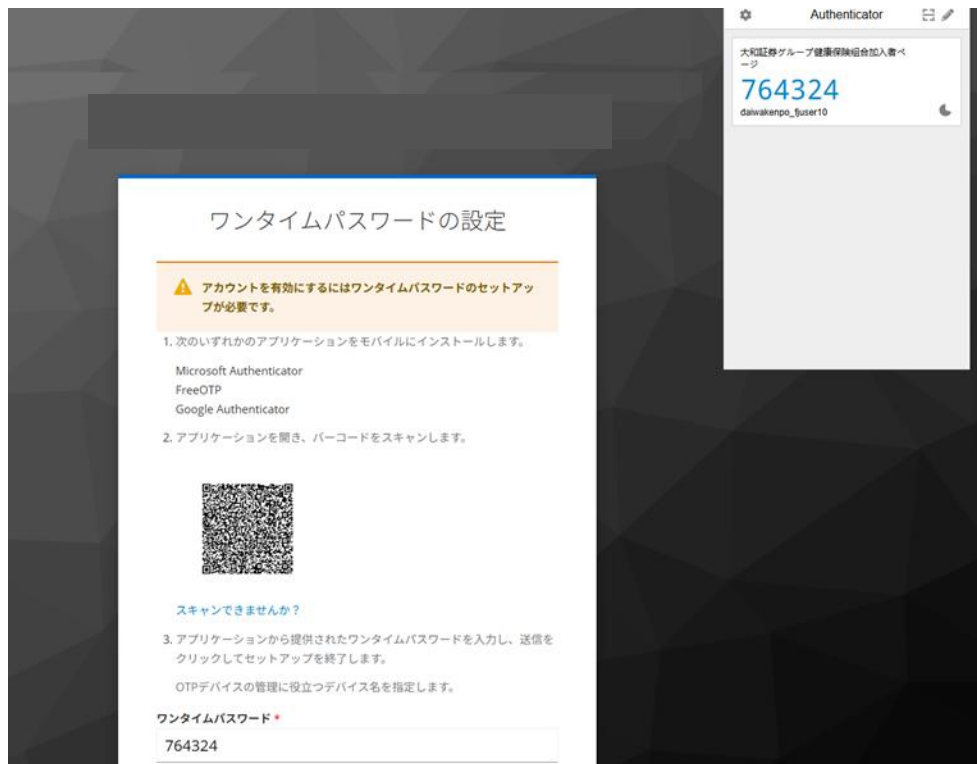 Authenticator
大和証券グループ健康保険組合加入者ペ
ージ
764324
daiwakenpo_fjuser10
ワンタイムパスワードの設定
アカウントを有効にするにはワンタイムパスワードのセットアッ
プが必要です。
1. 次のいずれかのアプリケーションをモバイルにインストールします。
Microsoft Authenticator
FreeOTP
Google Authenticator
2. アプリケーションを開き、バーコードをスキャンします。
スキャンできませんか？
3. アプリケーションから提供されたワンタイムパスワードを入力し、送信を
クリックしてセットアップを終了します。
OTPデバイスの管理に役立つデバイス名を指定します。
ワンタイムパスワード *
764324